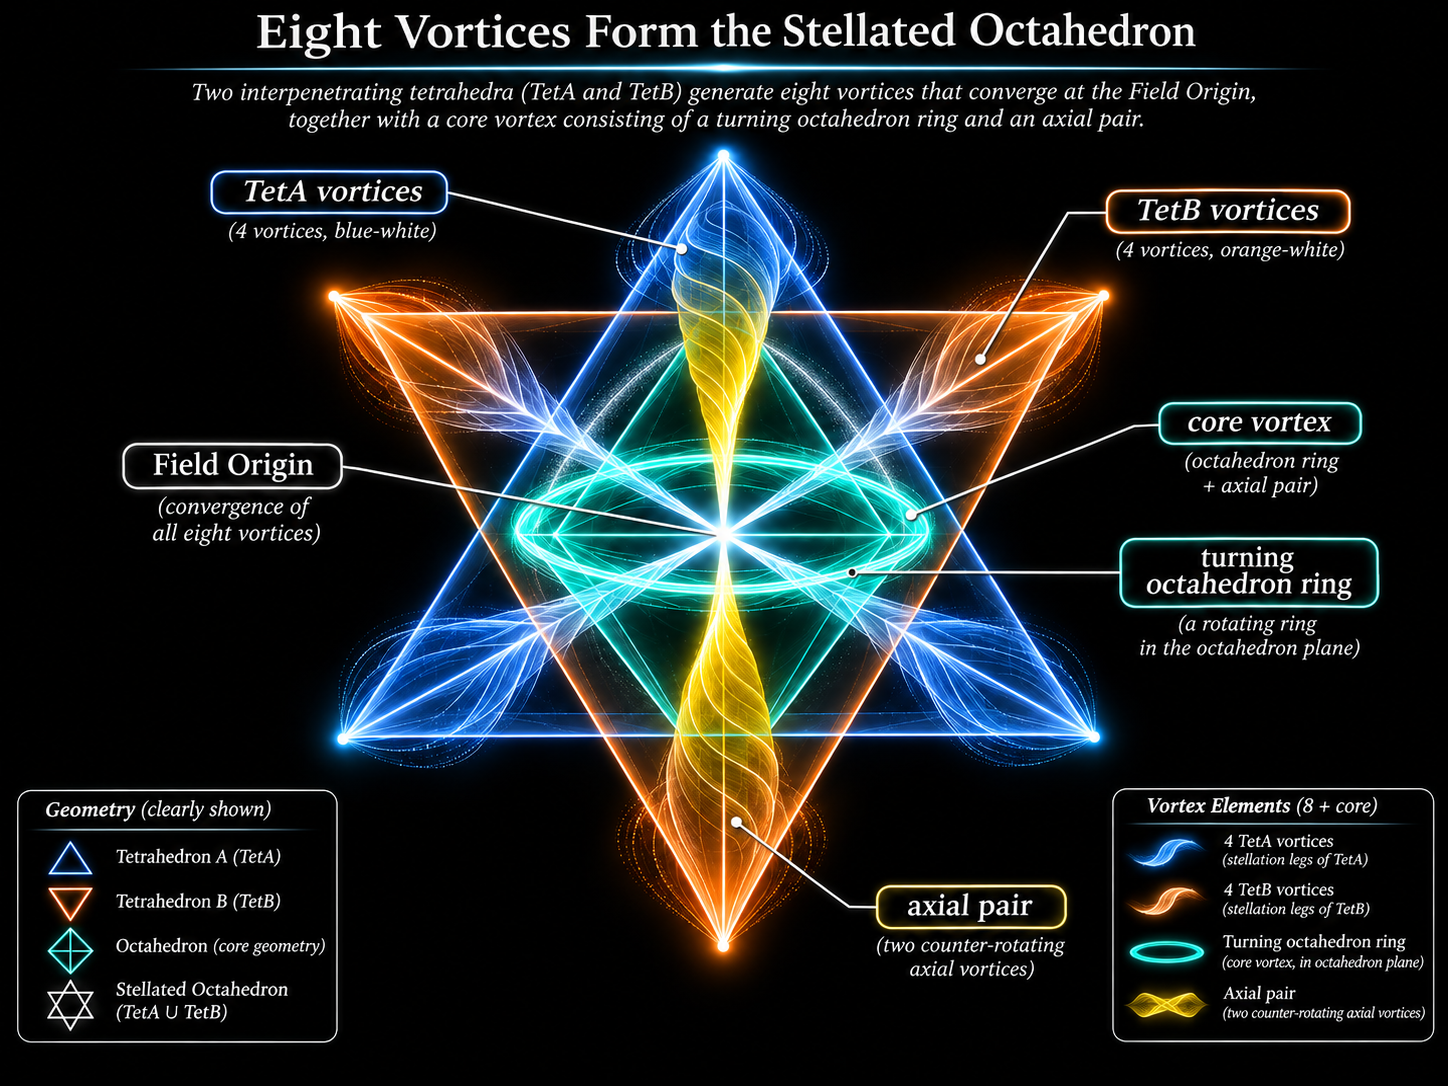 Eight Vortices Form the Stellated Octahedron
Two interpenetrating tetrahedra (TetA and TetB) generate eight vortices that converge at the Field Origin,
together with a core vortex consisting of a turning octahedron ring and an axial pair.
TetA vortices
(4 vortices, blue-white)
TetB vortices
(4 vortices, orange-white)
core vortex
(octahedron ring
+ axial pair)
Field Origin
(convergence of
all eight vortices)
turning
octahedron ring
(a rotating ring
in the octahedron plane)
axial pair
(two counter-rotating
axial vortices)
Geometry (clearly shown)
Tetrahedron A (TetA)
Tetrahedron B (TetB)
Octahedron (core geometry)
Stellated Octahedron
(TetA ∪ TetB)
Vortex Elements (8 + core)
4 TetA vortices
(stellation legs of TetA)
4 TetB vortices
(stellation legs of TetB)
Turning octahedron ring
(core vortex, in octahedron plane)
Axial pair
(two counter-rotating axial vortices)